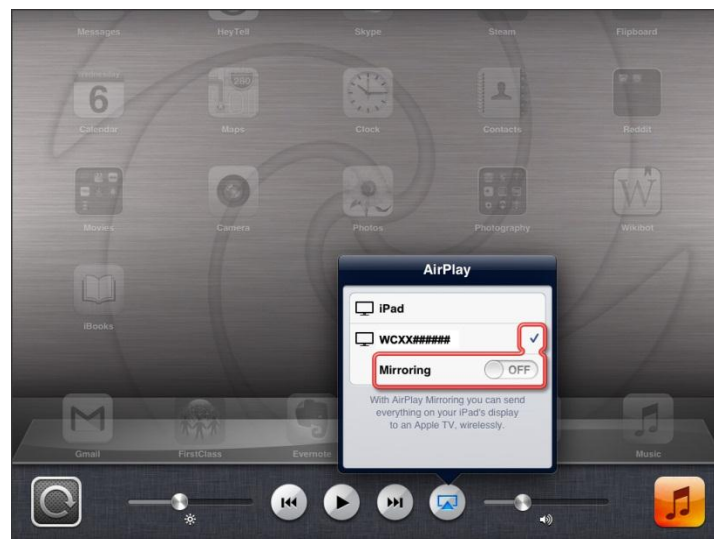 Messages HeyTell Skype Steam Flipboard
Wednesday
6
280
Calendar Maps Clock Contacts Reddit
W
Movies Camera Photos Photography Wikibot
iBooks
AirPlay
iPad
WCXX######
Mirroring OFF
With AirPlay Mirroring you can send
everything on your iPad's display
to an Apple TV, wirelessly.
Gmail FirstClass Evernote Music